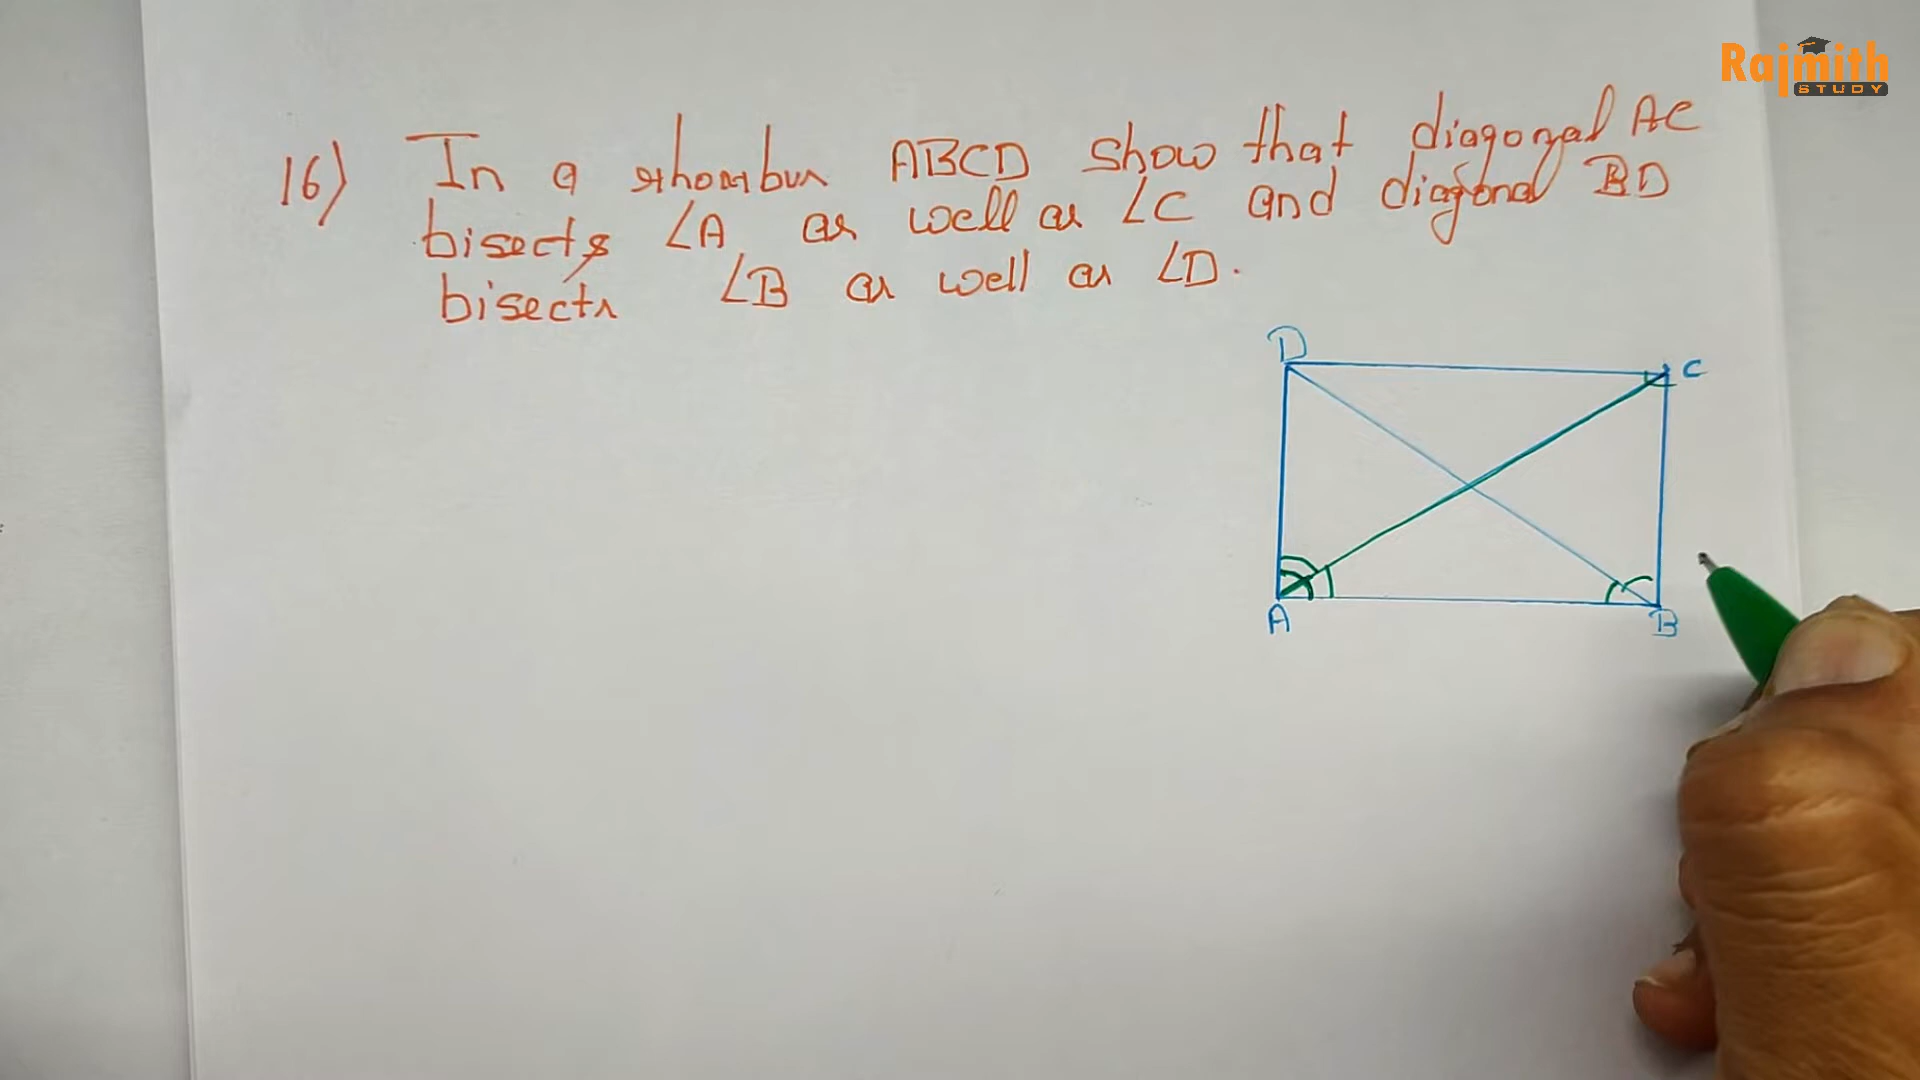 Rajmith
STUDY
16) In a rhombus ABCD show that diagonal AC
bisects ∠A as well as ∠C and diagonal BD
bisects ∠B as well as ∠D.
D
C
A
B